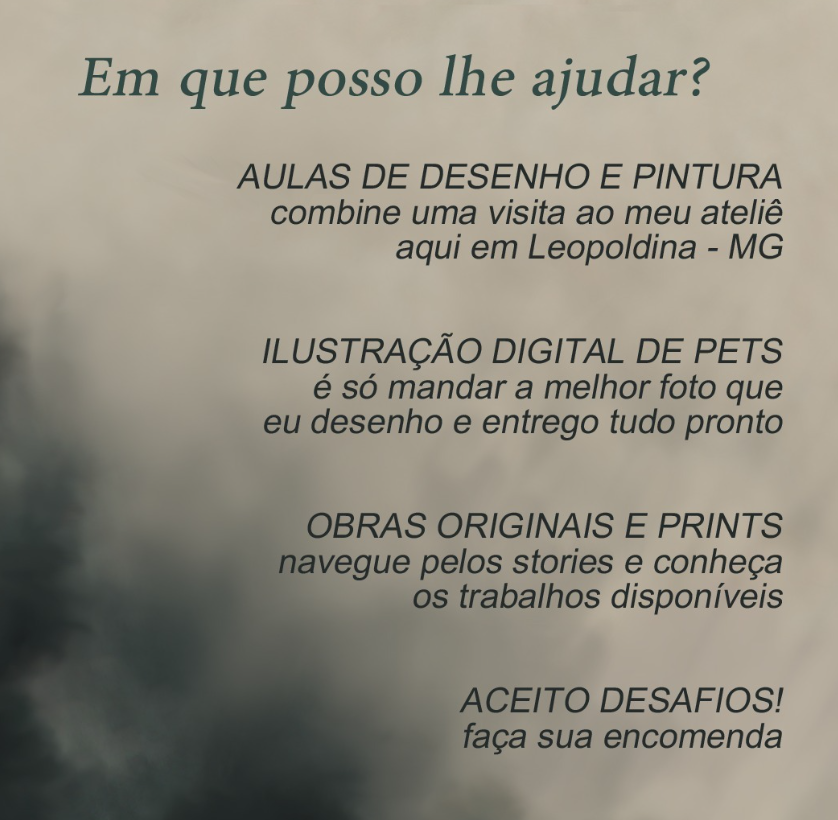 Em que posso lhe ajudar?
AULAS DE DESENHO E PINTURA
combine uma visita ao meu ateliê
aqui em Leopoldina - MG
ILUSTRAÇÃO DIGITAL DE PETS
é só mandar a melhor foto que
eu desenho e entrego tudo pronto
OBRAS ORIGINAIS E PRINTS
navegue pelos stories e conheça
os trabalhos disponíveis
ACEITO DESAFIOS!
faça sua encomenda